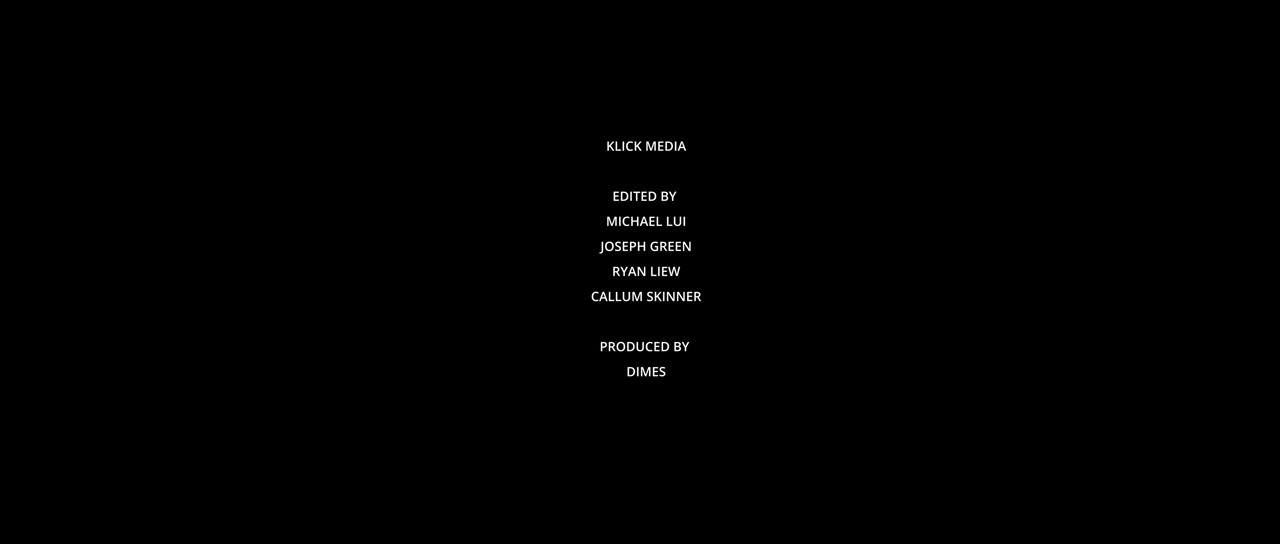 KLICK MEDIA
EDITED BY
MICHAEL LUI
JOSEPH GREEN
RYAN LIEW
CALLUM SKINNER
PRODUCED BY
DIMES